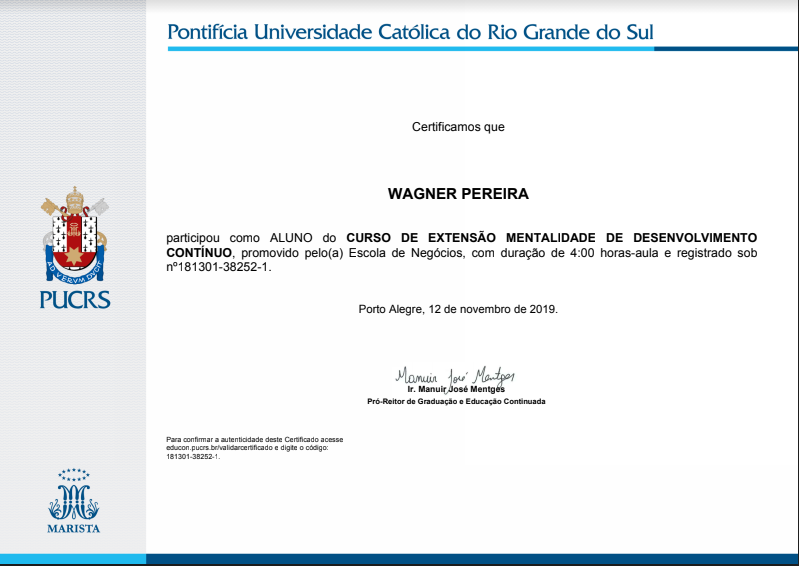 Pontifícia Universidade Católica do Rio Grande do Sul
Certificamos que
WAGNER PEREIRA
participou como ALUNO do CURSO DE EXTENSÃO MENTALIDADE DE DESENVOLVIMENTO
CONTÍNUO, promovido pelo(a) Escola de Negócios, com duração de 4:00 horas-aula e registrado sob
nº181301-38252-1.
AD VERVM DVCIT
PUCRS
Porto Alegre, 12 de novembro de 2019.
Manuir José Mentges
Ir. Manuir José Mentges
Pró-Reitor de Graduação e Educação Continuada
Para confirmar a autenticidade deste Certificado acesse
educon.pucrs.br/validarcertificado e digite o código:
181301-38252-1.
MARISTA